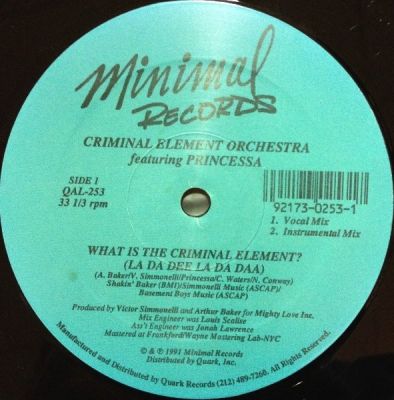 Minimal
RECORDS
CRIMINAL ELEMENT ORCHESTRA
featuring PRINCESSA
SIDE 1
QAL-253
33 1/3 rpm
92173-0253-1
1. Vocal Mix
2. Instrumental Mix
WHAT IS THE CRIMINAL ELEMENT?
(LA DA DEE LA DA DAA)
(A. Baker/V. Simmonelli/Princessa/C. Waters/N. Conway)
Shakin' Baker (BMI)/Simmonelli Music (ASCAP)/
Basement Boys Music (ASCAP)
Produced by Victor Simmonelli and Arthur Baker for Mighty Love Inc.
Mix Engineer was Louis Scalise
Ass't Engineer was Jonah Lawrence
Mastered at Frankford/Wayne Mastering Lab-NYC
© & ℗ 1991 Minimal Records
Distributed by Quark, Inc.
Manufactured and Distributed by Quark Records (212) 489-7260. All Rights Reserved.